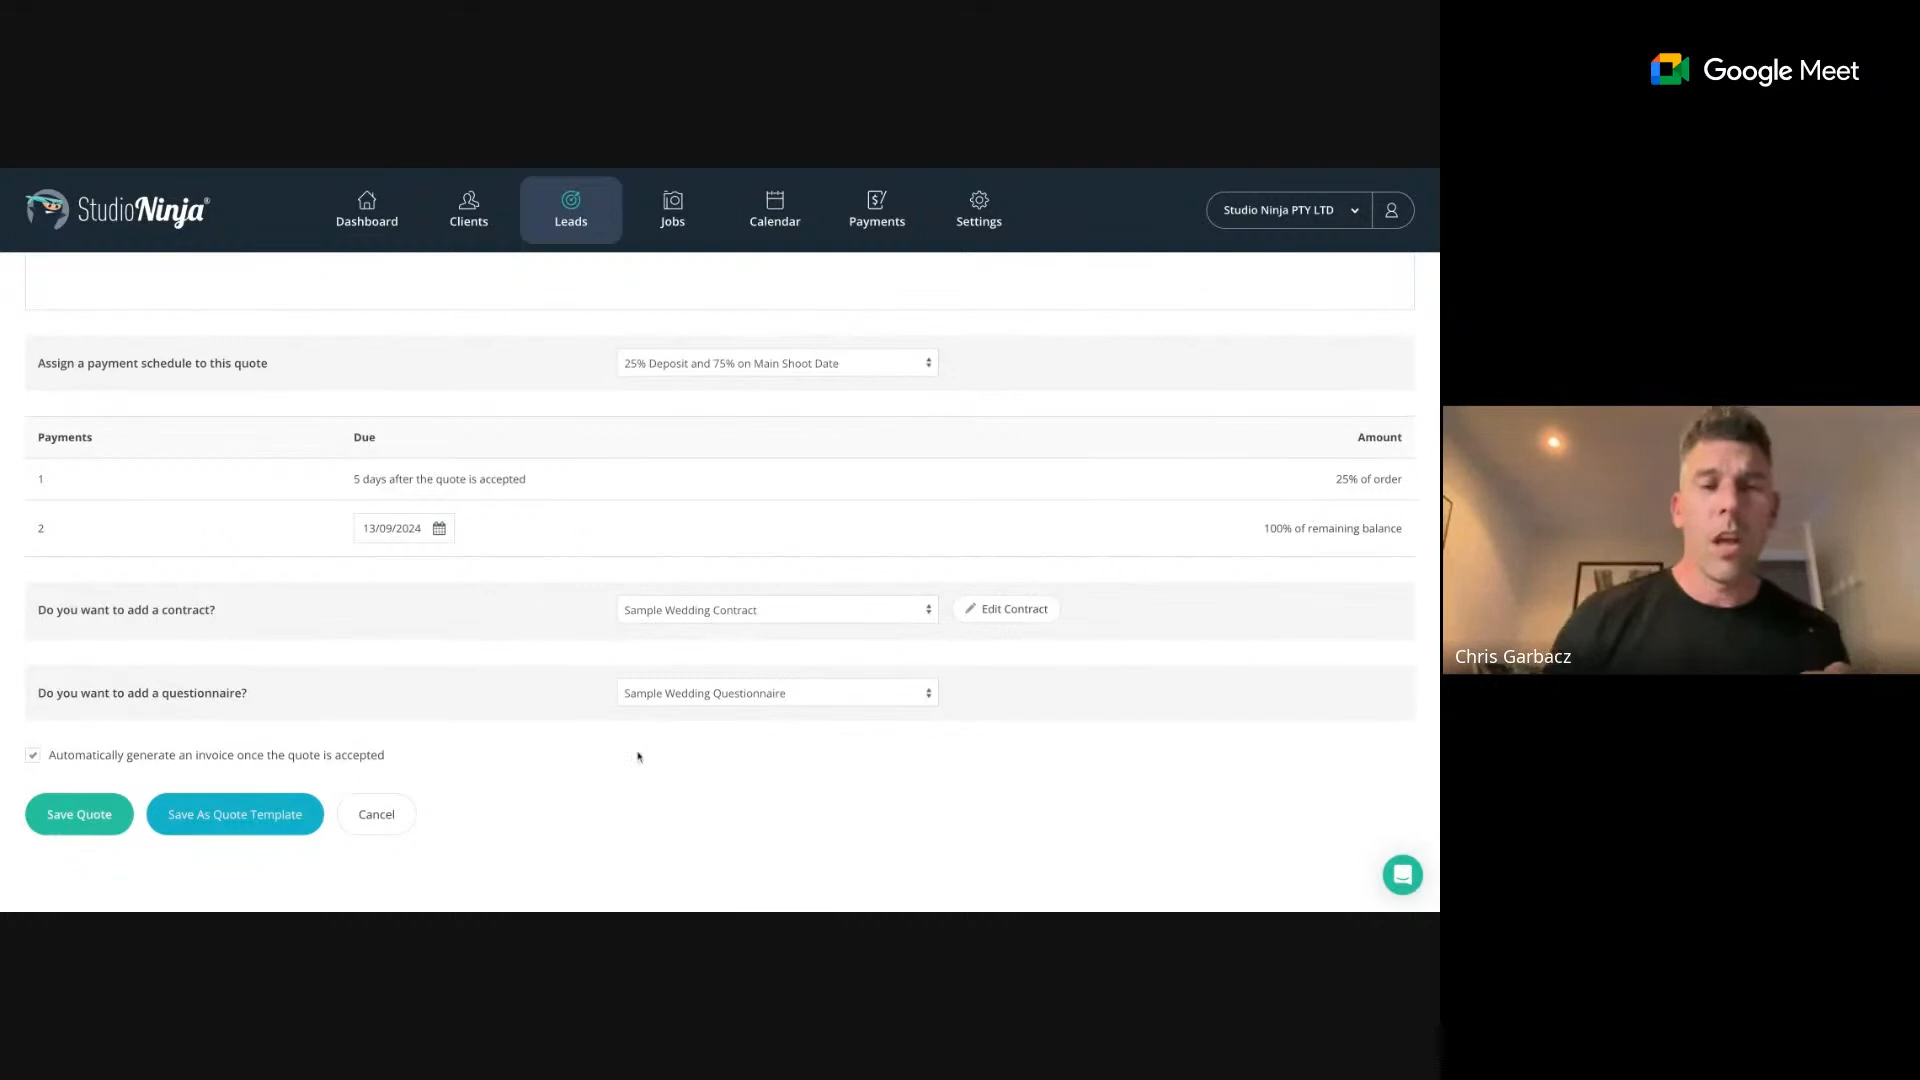 Google Meet
StudioNinja®
Dashboard
Clients
Leads
Jobs
Calendar
Payments
Settings
Studio Ninja PTY LTD
Assign a payment schedule to this quote
25% Deposit and 75% on Main Shoot Date
Payments Due Amount
1 5 days after the quote is accepted 25% of order
2 13/09/2024 100% of remaining balance
Do you want to add a contract?
Sample Wedding Contract
Edit Contract
Do you want to add a questionnaire?
Sample Wedding Questionnaire
Automatically generate an invoice once the quote is accepted
Save Quote
Save As Quote Template
Cancel
Chris Garbacz